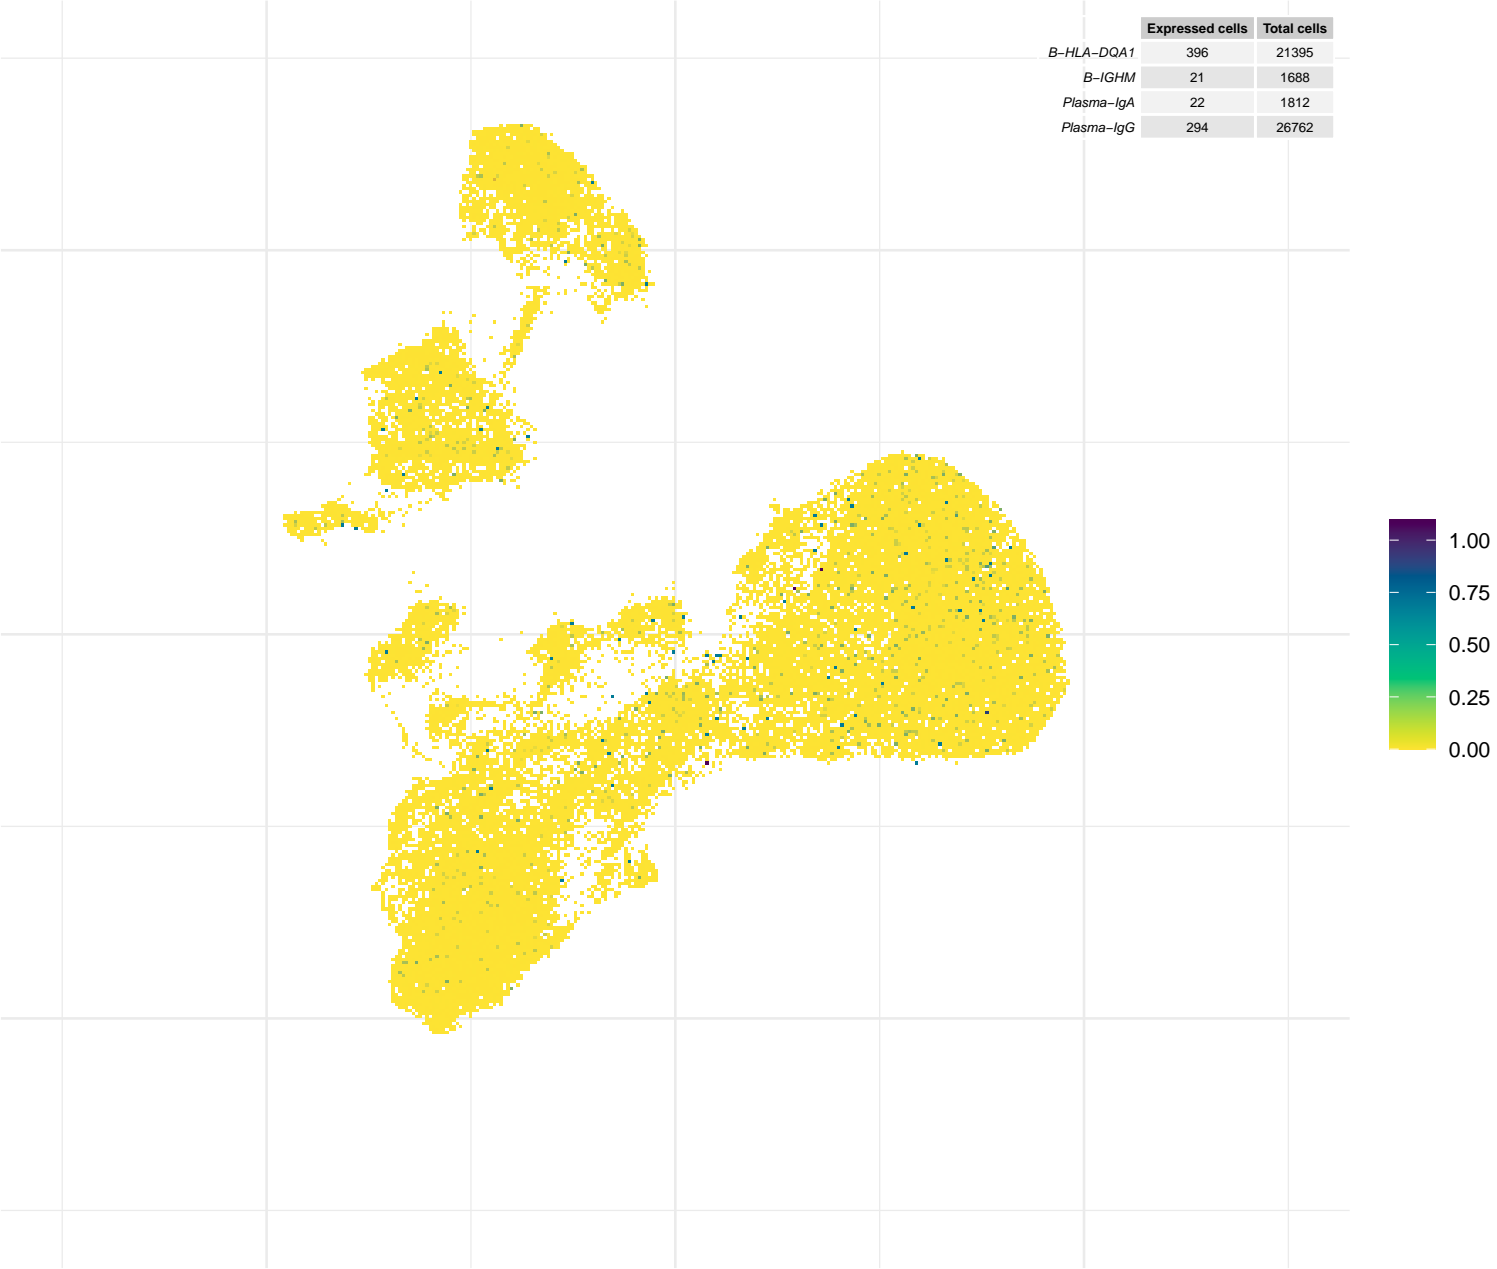 Expressed cells Total cells
B−HLA−DQA1 396 21395
B−IGHM 21 1688
Plasma−IgA 22 1812
Plasma−IgG 294 26762
1.00
0.75
0.50
0.25
0.00